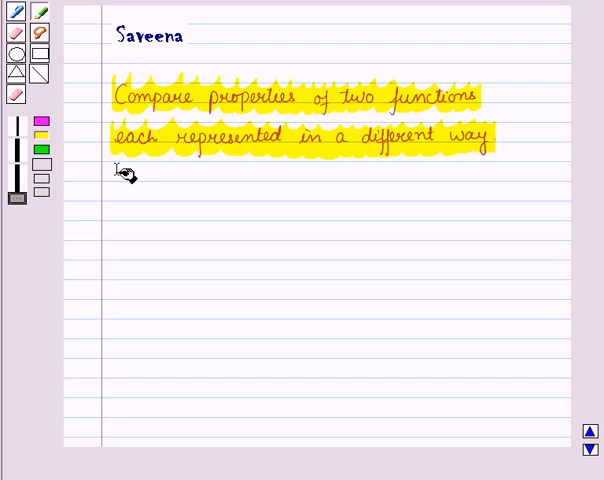 Saveena
Compare properties of two functions
each represented in a different way.